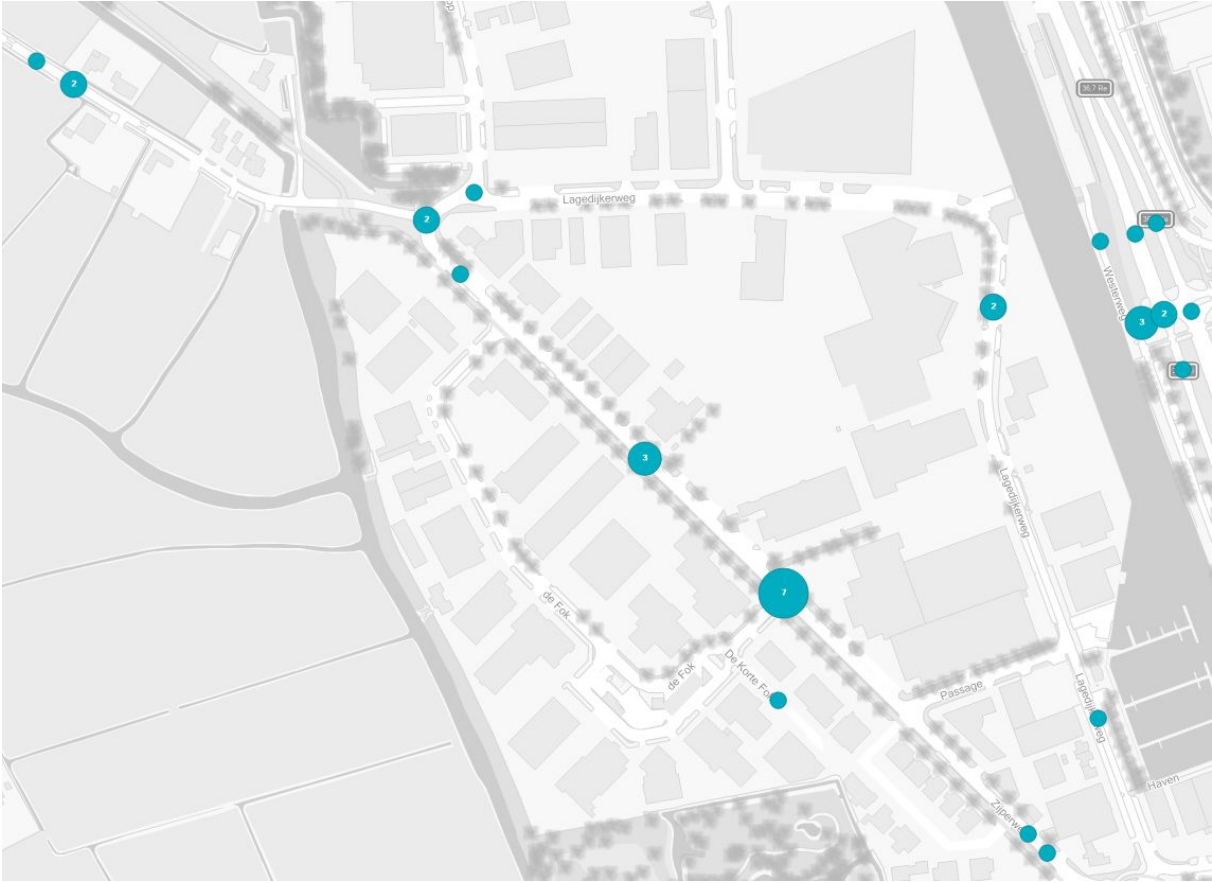 2
36.7 Re
Lagedijkerweg
2
2
Westerweg
3
2
3
Lagedijkerweg
7
de Fok
de Fok
De Korte Fok
Passage
Lagedijkerweg
Haven
Zijperweg